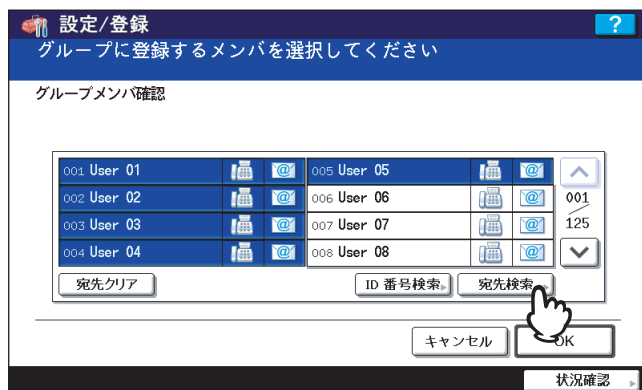 設定/登録
?
グループに登録するメンバを選択してください
グループメンバ確認
001 User 01
005 User 05
002 User 02
006 User 06
001
003 User 03
007 User 07
125
004 User 04
008 User 08
宛先クリア
ID 番号検索
宛先検索
キャンセル
OK
状況確認